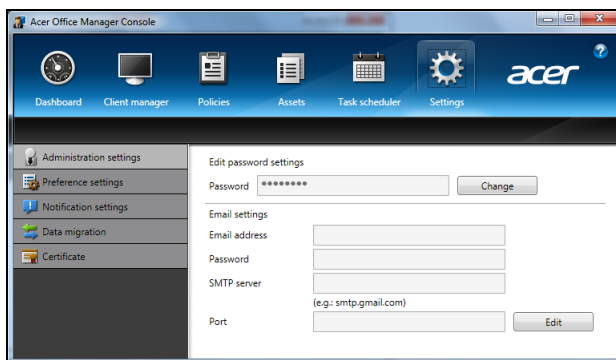 Acer Office Manager Console
Dashboard Client manager Policies Assets Task scheduler Settings
acer
?
Administration settings
Preference settings
Notification settings
Data migration
Certificate
Edit password settings
Password ******** Change
Email settings
Email address
Password
SMTP server
(e.g.: smtp.gmail.com)
Port Edit